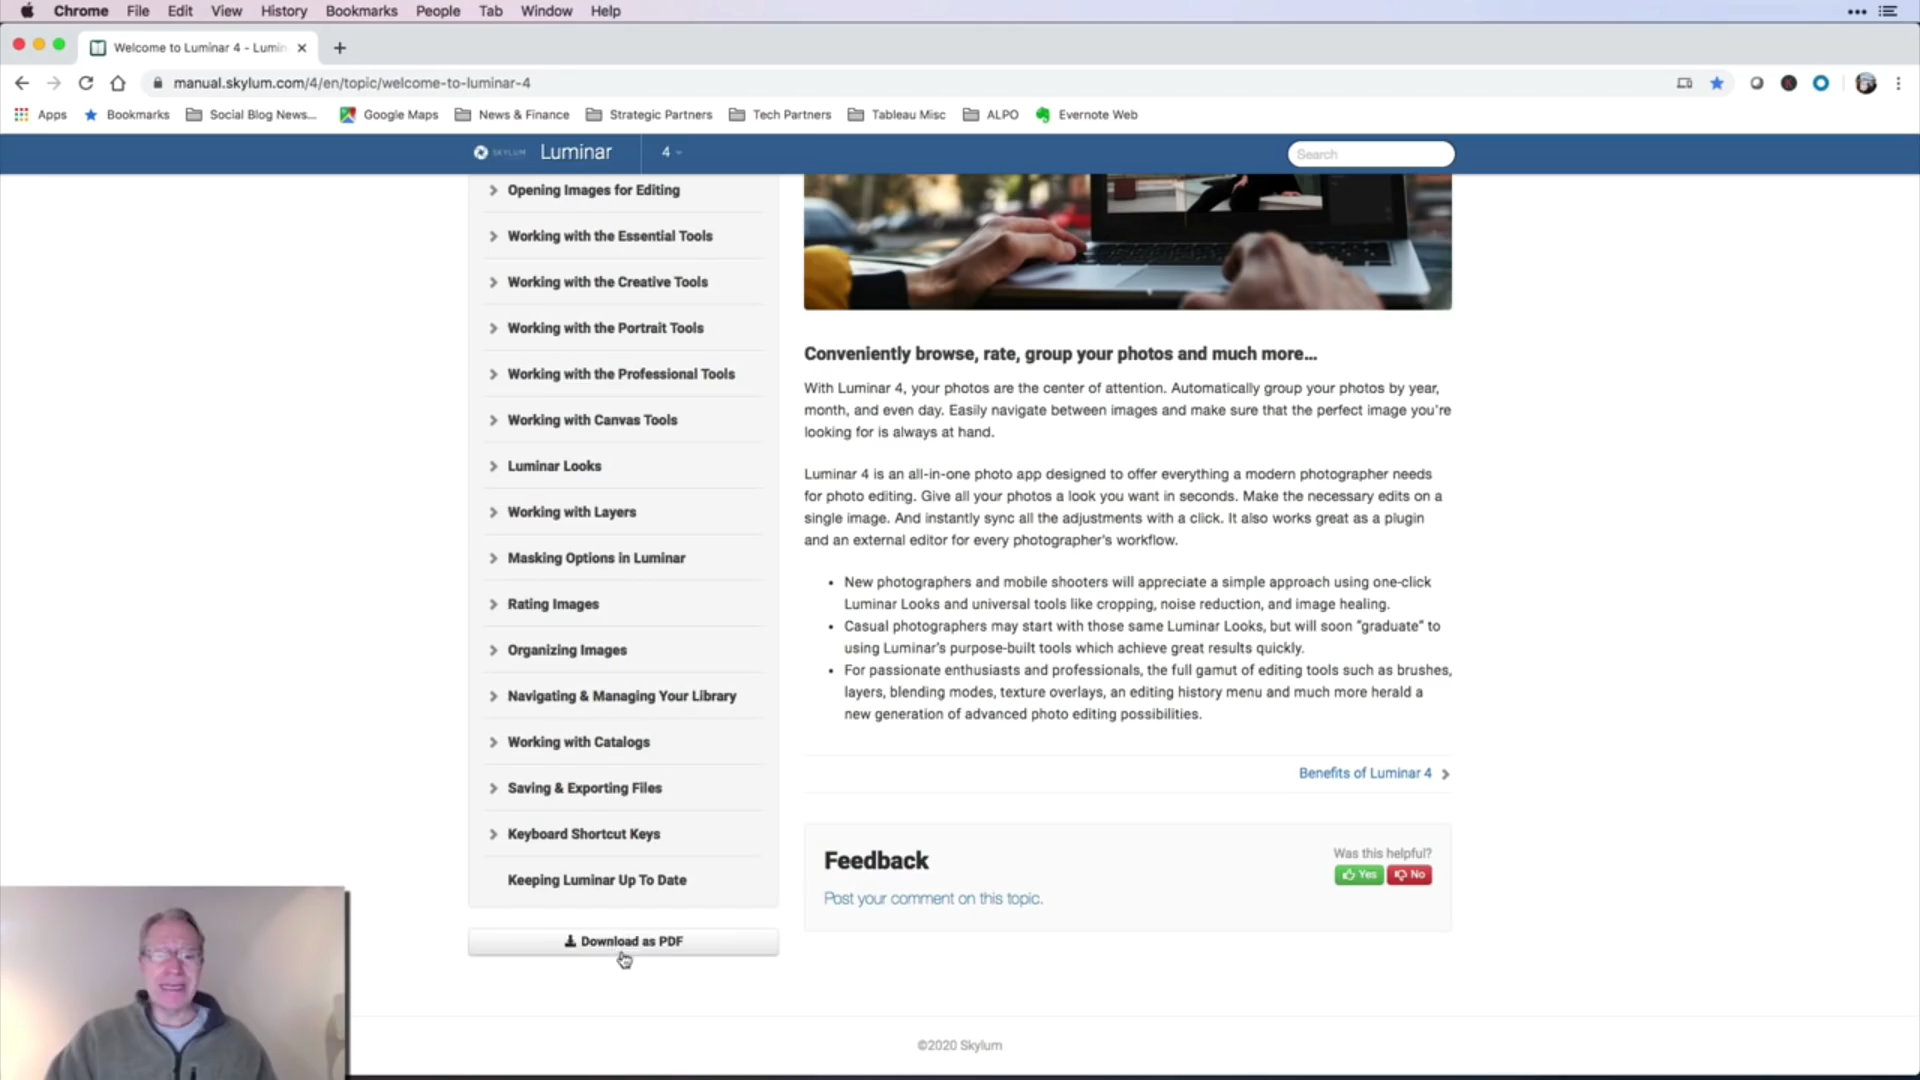 Chrome File Edit View History Bookmarks People Tab Window Help
Welcome to Luminar 4 - Lumin
manual.skylum.com/4/en/topic/welcome-to-luminar-4
Apps Bookmarks Social Blog News... Google Maps News & Finance Strategic Partners Tech Partners Tableau Misc ALPO Evernote Web
SKYLUM Luminar 4 Search
Opening Images for Editing
Working with the Essential Tools
Working with the Creative Tools
Working with the Portrait Tools
Working with the Professional Tools
Working with Canvas Tools
Luminar Looks
Working with Layers
Masking Options in Luminar
Rating Images
Organizing Images
Navigating & Managing Your Library
Working with Catalogs
Saving & Exporting Files
Keyboard Shortcut Keys
Keeping Luminar Up To Date
Download as PDF
Conveniently browse, rate, group your photos and much more...
With Luminar 4, your photos are the center of attention. Automatically group your photos by year,
month, and even day. Easily navigate between images and make sure that the perfect image you're
looking for is always at hand.
Luminar 4 is an all-in-one photo app designed to offer everything a modern photographer needs
for photo editing. Give all your photos a look you want in seconds. Make the necessary edits on a
single image. And instantly sync all the adjustments with a click. It also works great as a plugin
and an external editor for every photographer's workflow.
• New photographers and mobile shooters will appreciate a simple approach using one-click
Luminar Looks and universal tools like cropping, noise reduction, and image healing.
• Casual photographers may start with those same Luminar Looks, but will soon "graduate" to
using Luminar's purpose-built tools which achieve great results quickly.
• For passionate enthusiasts and professionals, the full gamut of editing tools such as brushes,
layers, blending modes, texture overlays, an editing history menu and much more herald a
new generation of advanced photo editing possibilities.
Benefits of Luminar 4
Feedback
Was this helpful?
Yes No
Post your comment on this topic.
©2020 Skylum